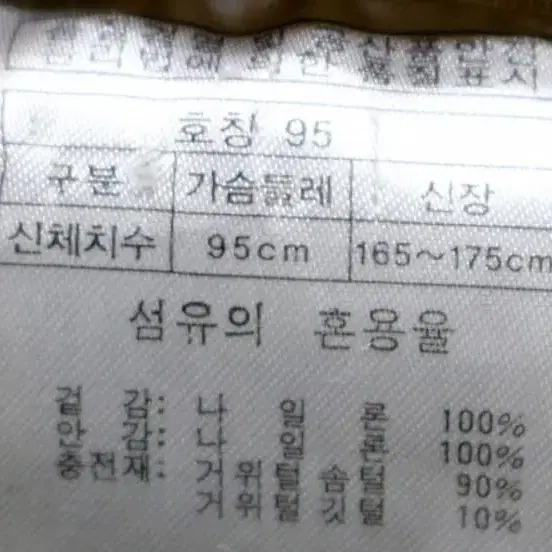 호칭 95
구분 가슴둘레 신장
신체치수 95cm 165~175cm
섬유의 혼용율
겉 감: 나 일 론 100%
안 감: 나 일 론 100%
충전재: 거 위 털 솜 털 90%
거 위 털 깃 털 10%